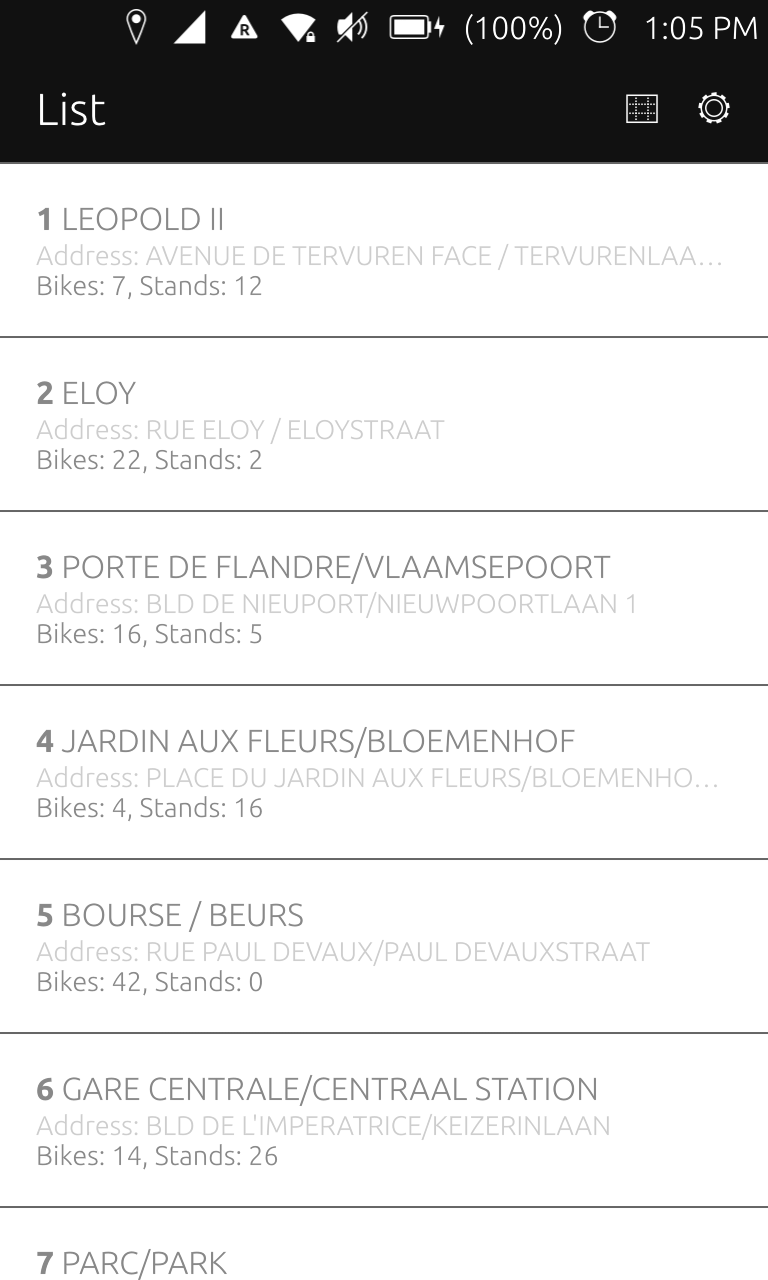 R (100%) 1:05 PM
List
1 LEOPOLD II
Address: AVENUE DE TERVUREN FACE / TERVURENLAA...
Bikes: 7, Stands: 12
2 ELOY
Address: RUE ELOY / ELOYSTRAAT
Bikes: 22, Stands: 2
3 PORTE DE FLANDRE/VLAAMSEPOORT
Address: BLD DE NIEUPORT/NIEUWPOORTLAAN 1
Bikes: 16, Stands: 5
4 JARDIN AUX FLEURS/BLOEMENHOF
Address: PLACE DU JARDIN AUX FLEURS/BLOEMENHO...
Bikes: 4, Stands: 16
5 BOURSE / BEURS
Address: RUE PAUL DEVAUX/PAUL DEVAUXSTRAAT
Bikes: 42, Stands: 0
6 GARE CENTRALE/CENTRAAL STATION
Address: BLD DE L'IMPERATRICE/KEIZERINLAAN
Bikes: 14, Stands: 26
7 PARC/PARK